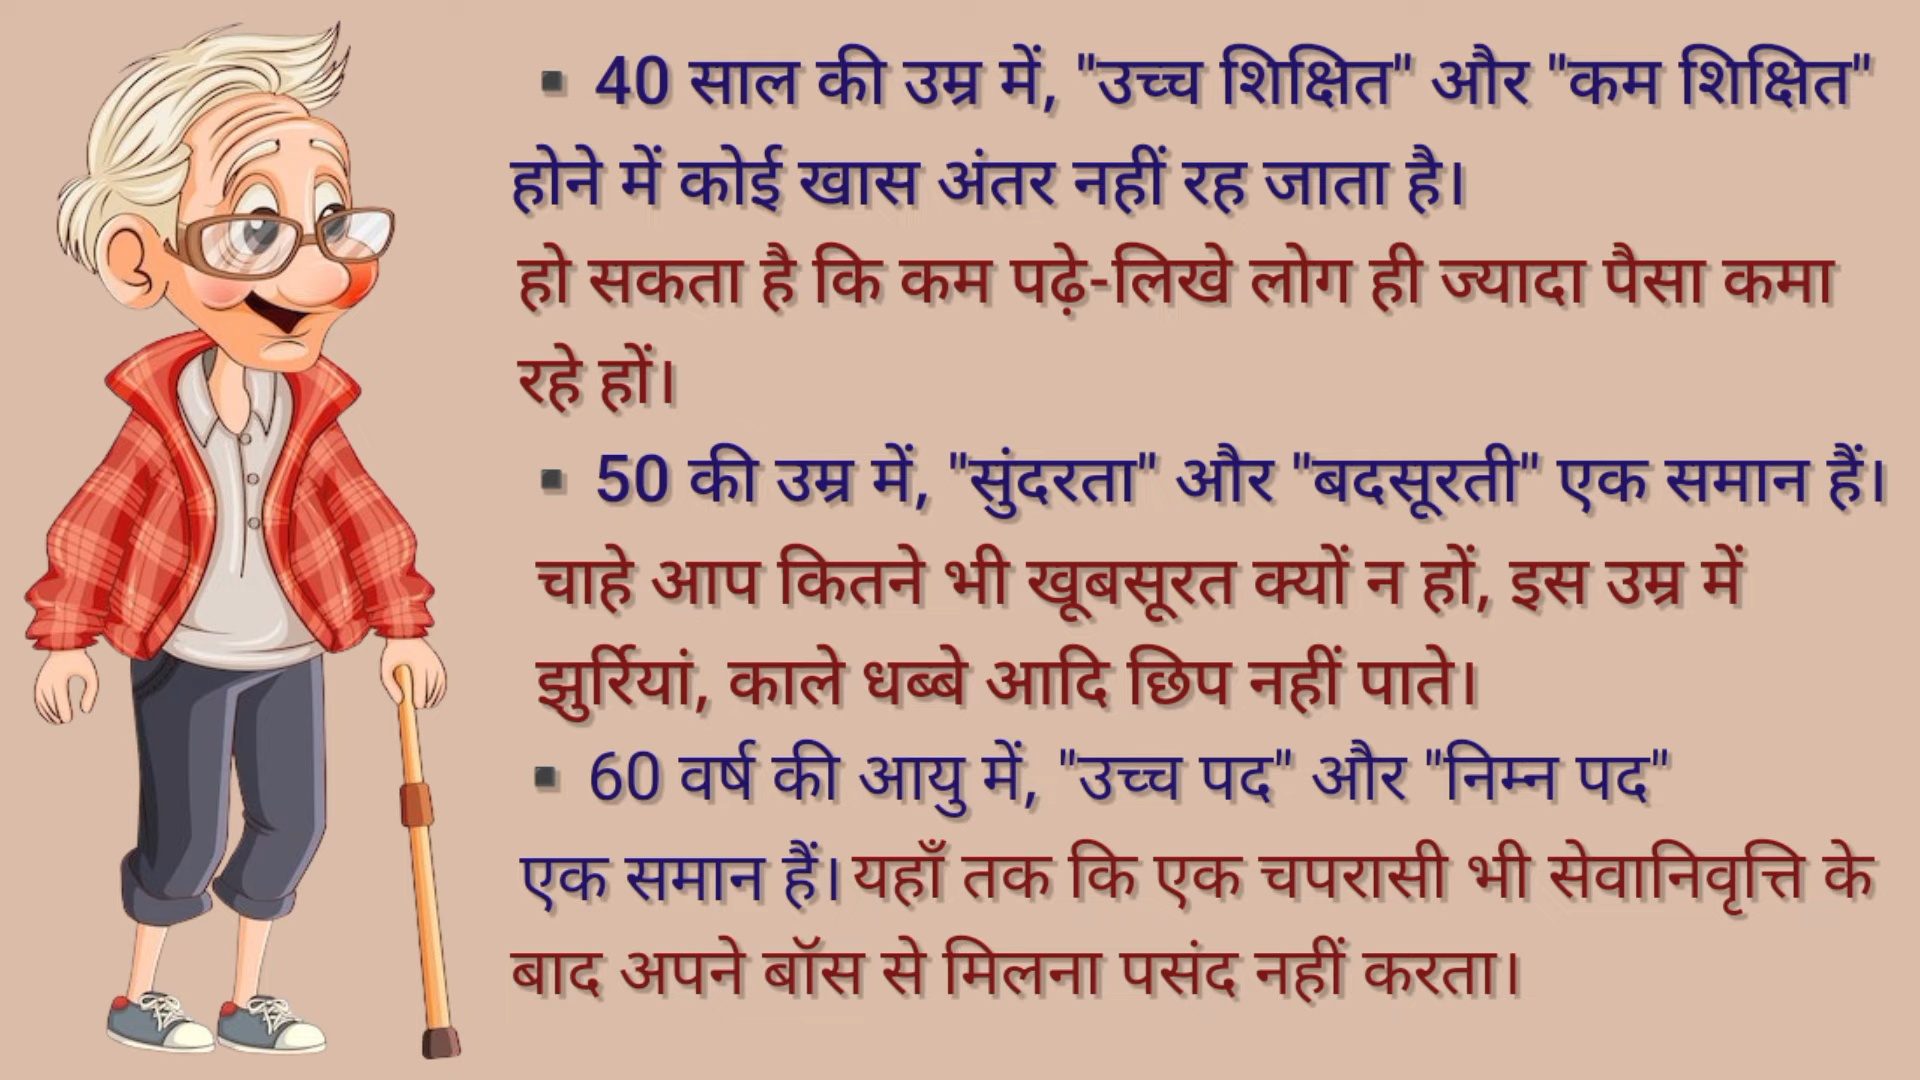 ▪ 40 साल की उम्र में, "उच्च शिक्षित" और "कम शिक्षित"
होने में कोई खास अंतर नहीं रह जाता है।
हो सकता है कि कम पढ़े-लिखे लोग ही ज्यादा पैसा कमा
रहे हों।
▪ 50 की उम्र में, "सुंदरता" और "बदसूरती" एक समान हैं।
चाहे आप कितने भी खूबसूरत क्यों न हों, इस उम्र में
झुर्रियां, काले धब्बे आदि छिप नहीं पाते।
▪ 60 वर्ष की आयु में, "उच्च पद" और "निम्न पद"
एक समान हैं। यहाँ तक कि एक चपरासी भी सेवानिवृत्ति के
बाद अपने बॉस से मिलना पसंद नहीं करता।